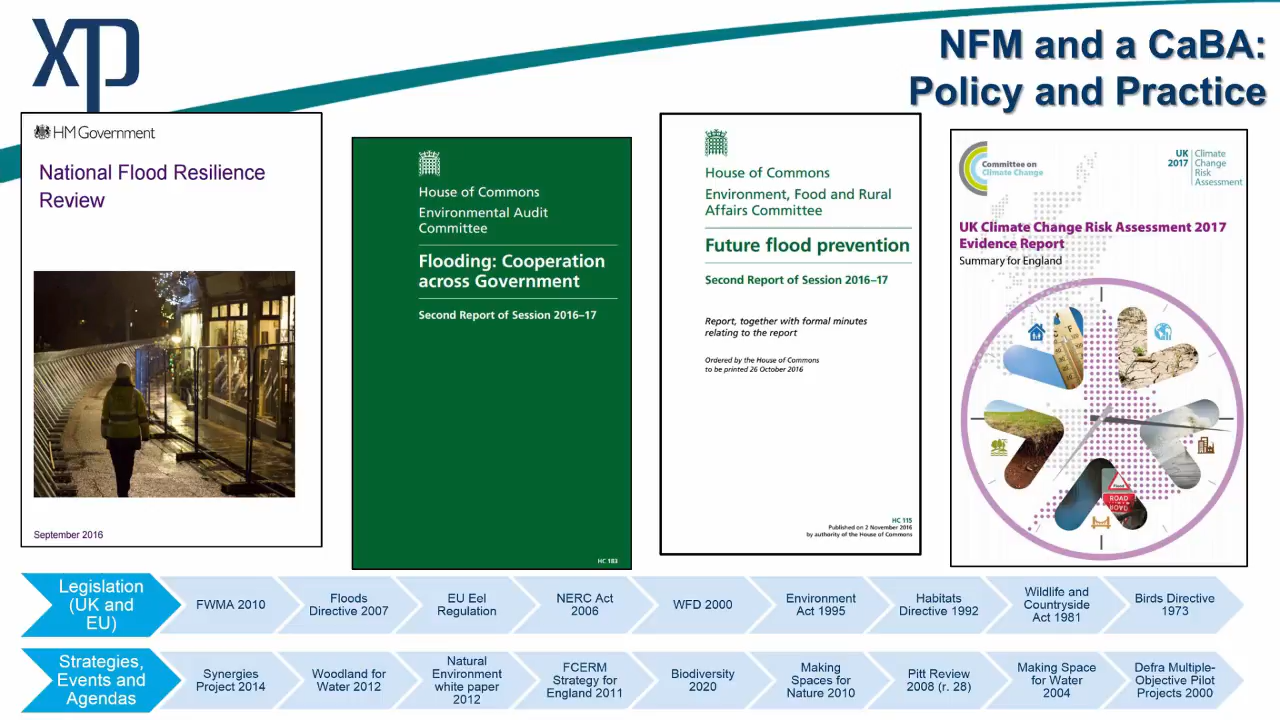 XP
NFM and a CaBA:
Policy and Practice
HM Government
National Flood Resilience
Review
September 2016
House of Commons
Environmental Audit
Committee
Flooding: Cooperation
across Government
Second Report of Session 2016–17
HC 183
House of Commons
Environment, Food and Rural
Affairs Committee
Future flood prevention
Second Report of Session 2016–17
Report, together with formal minutes
relating to the report
Ordered by the House of Commons
to be printed 26 October 2016
HC 115
Published on 2 November 2016
by authority of the House of Commons
Committee on
Climate Change
UK
2017
Climate
Change
Risk
Assessment
UK Climate Change Risk Assessment 2017
Evidence Report
Summary for England
Flood
ROAD
Legislation
(UK and
EU)
FWMA 2010
Floods
Directive 2007
EU Eel
Regulation
NERC Act
2006
WFD 2000
Environment
Act 1995
Habitats
Directive 1992
Wildlife and
Countryside
Act 1981
Birds Directive
1973
Strategies,
Events and
Agendas
Synergies
Project 2014
Woodland for
Water 2012
Natural
Environment
white paper
2012
FCERM
Strategy for
England 2011
Biodiversity
2020
Making
Spaces for
Nature 2010
Pitt Review
2008 (r. 28)
Making Space
for Water
2004
Defra Multiple-
Objective Pilot
Projects 2000